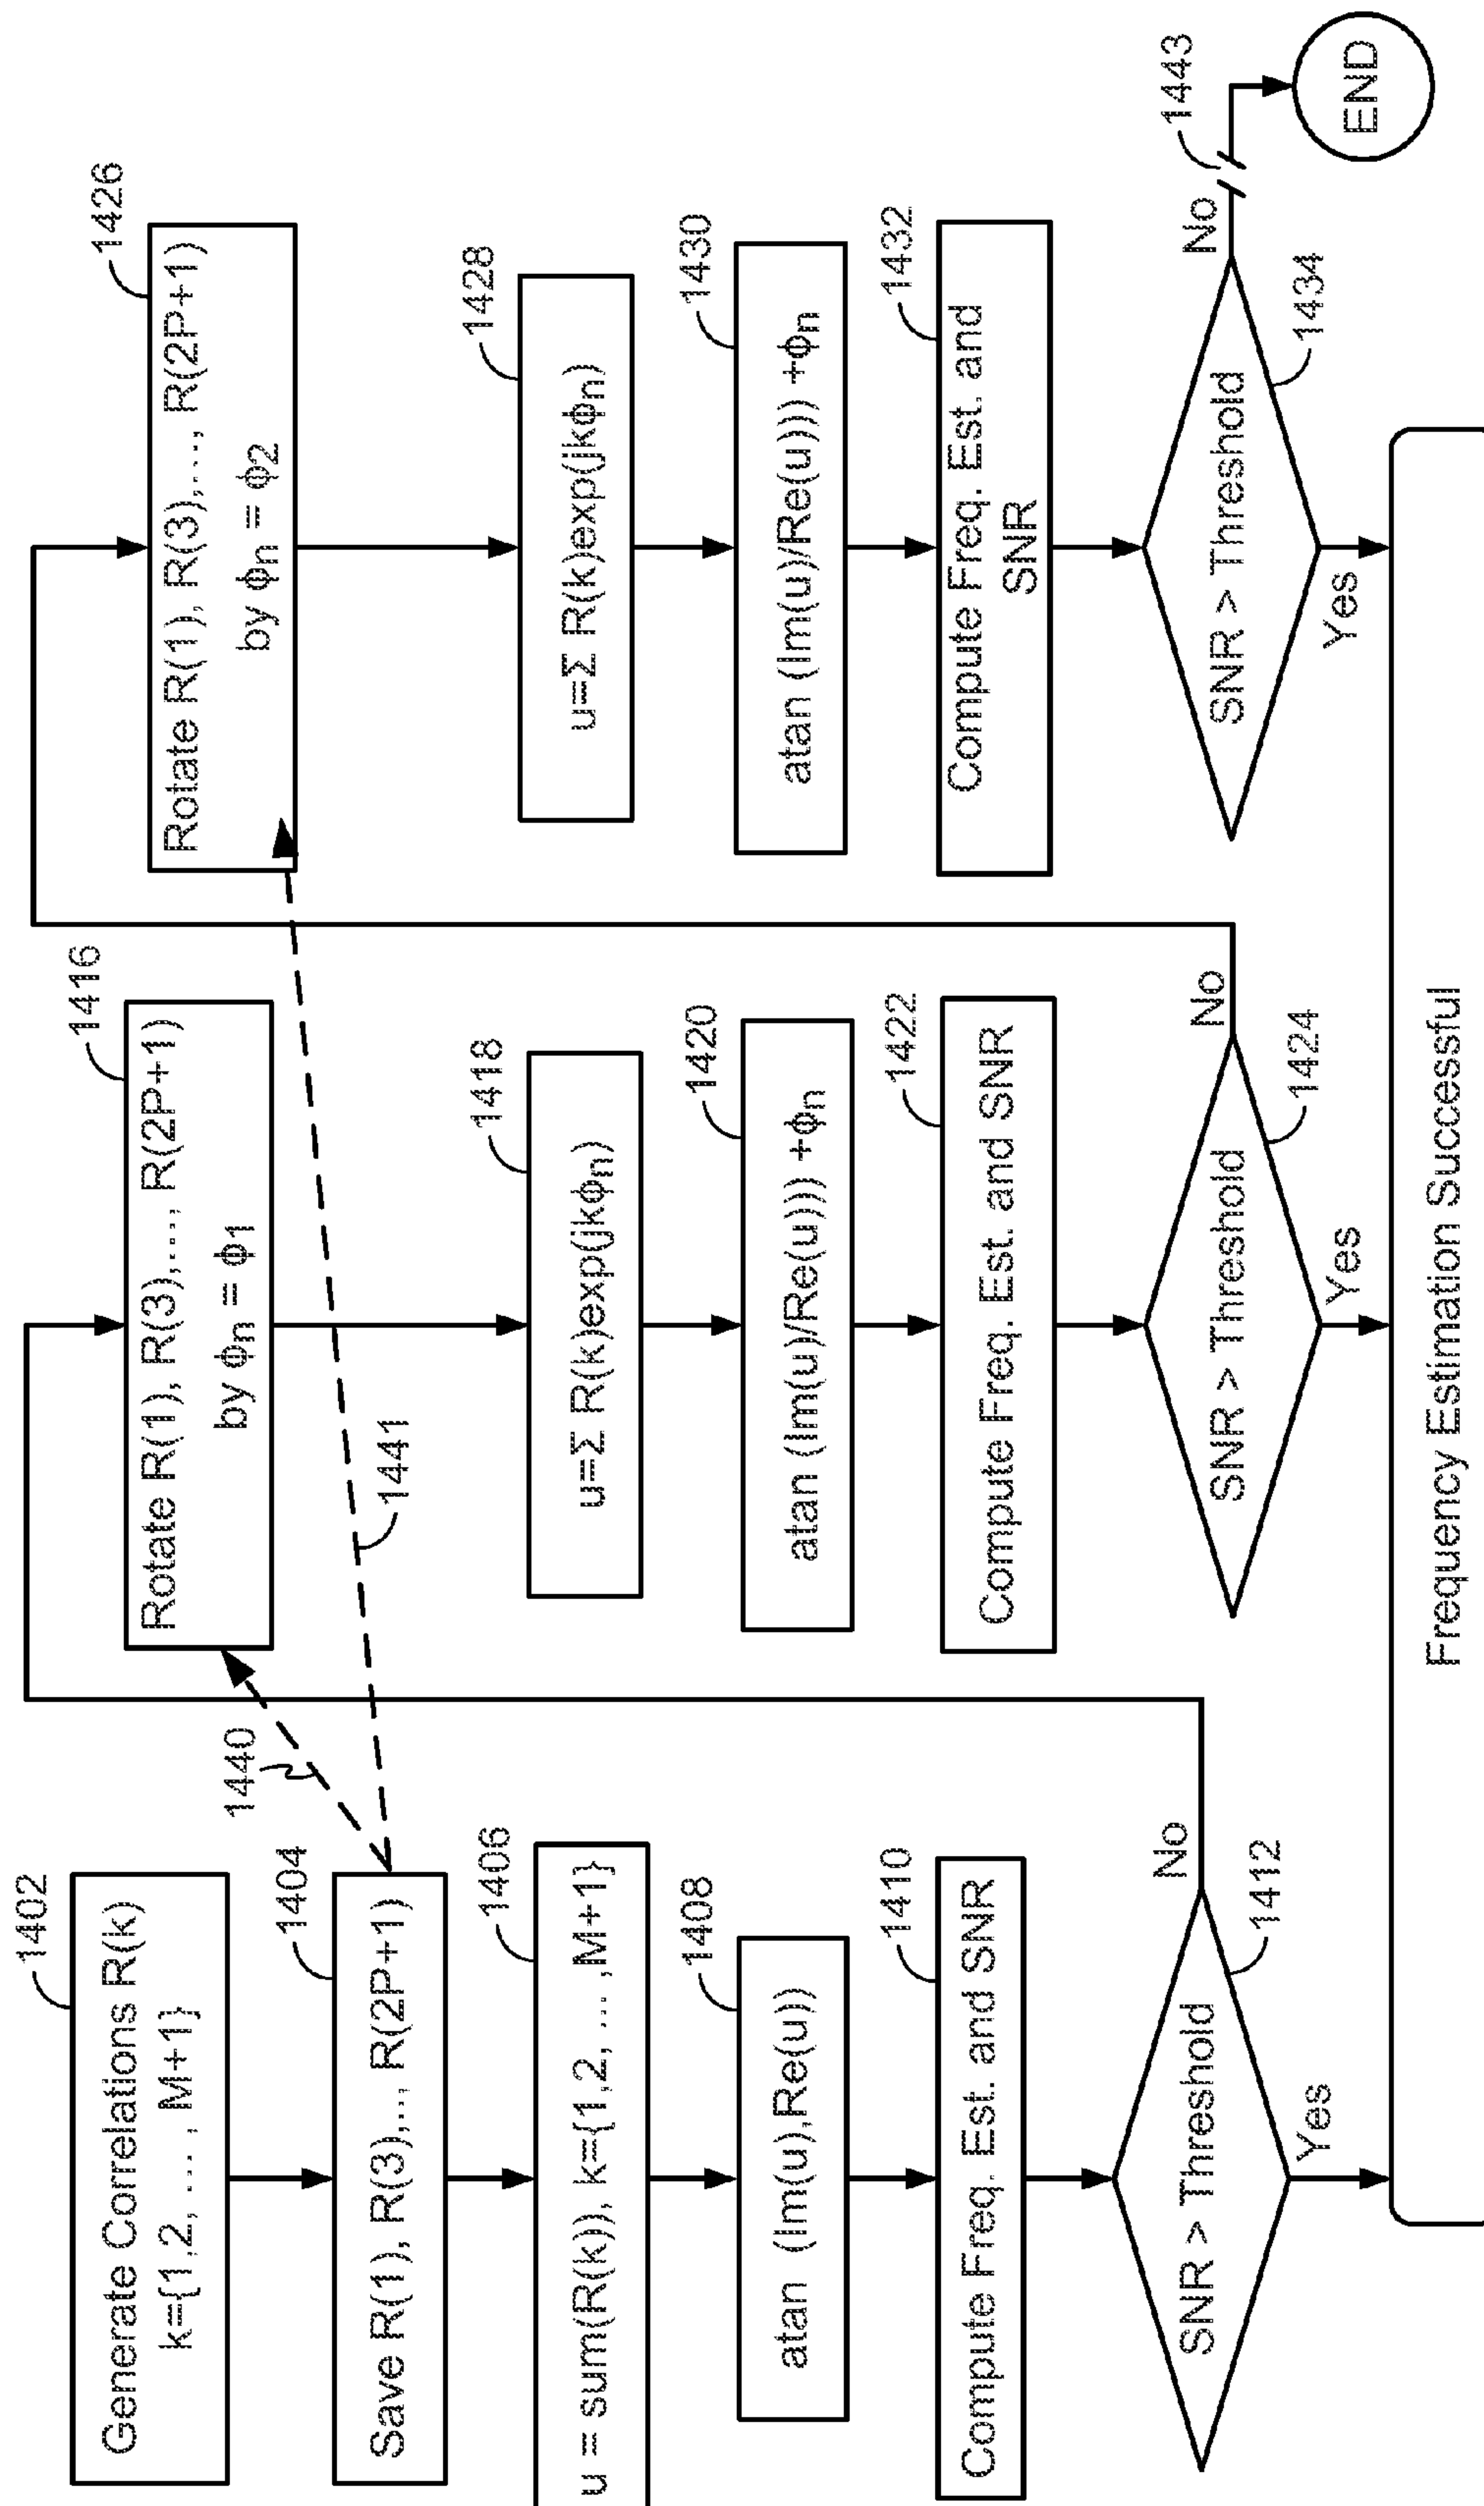 1402
Generate Correlations R(k)
k={1,2, ... , M+1}
1404
Save R(1), R(3),.., R(2P+1)
1406
u = sum(R(k)), k={1,2, ... ,M+1}
1408
atan (Im(u),Re(u))
1410
Compute Freq. Est. and SNR
SNR > Threshold
1412
No
Yes
1440
1441
1416
Rotate R(1), R(3),..., R(2P+1)
by ϕn = ϕ1
1418
u=Σ R(k)exp(jkϕn)
1420
atan (Im(u)/Re(u))) +ϕn
1422
Compute Freq. Est. and SNR
SNR > Threshold
1424
No
Yes
1426
Rotate R(1), R(3),..., R(2P+1)
by ϕn = ϕ2
1428
u=Σ R(k)exp(jkϕn)
1430
atan (Im(u)/Re(u))) +ϕn
1432
Compute Freq. Est. and
SNR
SNR > Threshold
1434
No
Yes
1443
END
Frequency Estimation Successful